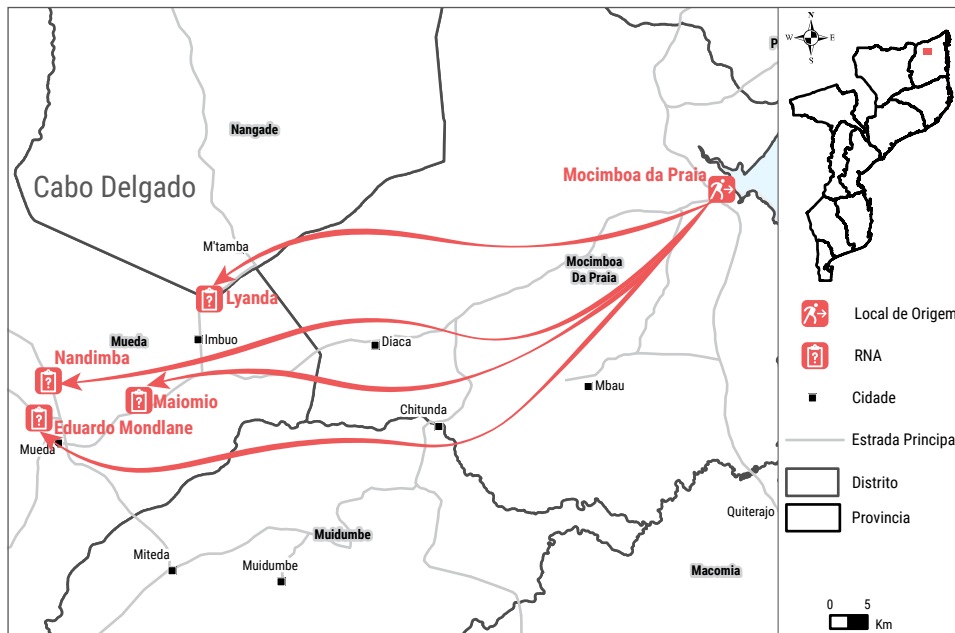 P
N
W
E
S
Nangade
Cabo Delgado
Mocimboa da Praia
M'tamba
Mocimboa
Da Praia
Lyanda
Local de Origem
Imbuo
Mueda
Diaca
RNA
Nandimba
Mbau
Maiomio
Cidade
Chitunda
Eduardo Mondlane
Mueda
Estrada Principa
Distrito
Quiterajo
Provincia
Muidumbe
Miteda
Muidumbe
Macomia
0 5
Km